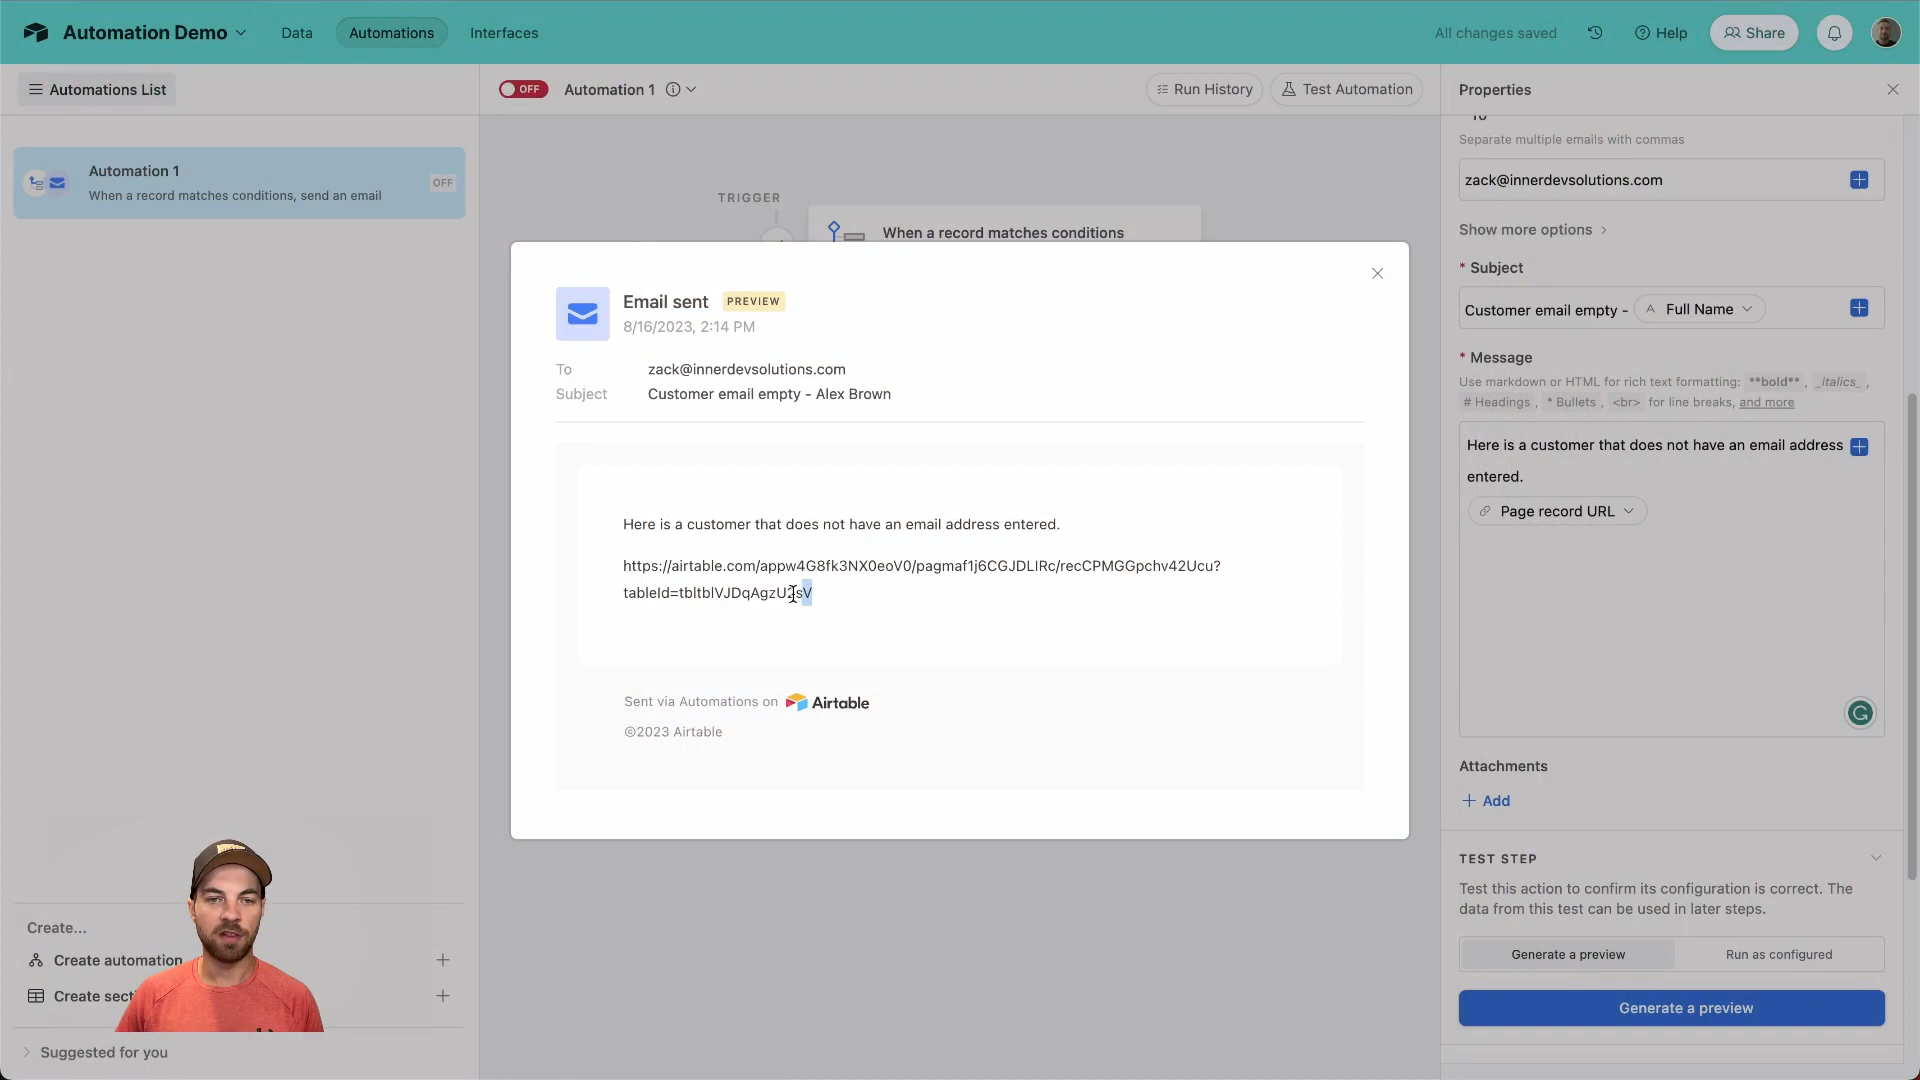 Automation Demo
Data
Automations
Interfaces
All changes saved
Help
Share
Automations List
OFF
Automation 1
Run History
Test Automation
Properties
Automation 1
When a record matches conditions, send an email
OFF
TRIGGER
When a record matches conditions
To
Separate multiple emails with commas
zack@innerdevsolutions.com
Show more options
* Subject
Customer email empty - Full Name
* Message
Use markdown or HTML for rich text formatting: **bold** , _italics_ ,
# Headings , * Bullets , <br> for line breaks, and more
Here is a customer that does not have an email address
entered.
Page record URL
Attachments
+ Add
TEST STEP
Test this action to confirm its configuration is correct. The
data from this test can be used in later steps.
Generate a preview
Run as configured
Generate a preview
Email sent PREVIEW
8/16/2023, 2:14 PM
To zack@innerdevsolutions.com
Subject Customer email empty - Alex Brown
Here is a customer that does not have an email address entered.
https://airtable.com/appw4G8fk3NX0eoV0/pagmaf1j6CGJDLIRc/recCPMGGpchv42Ucu?
tableId=tbltblVJDqAgzU2sV
Sent via Automations on Airtable
©2023 Airtable
Create...
Create automation
Create secti
Suggested for you